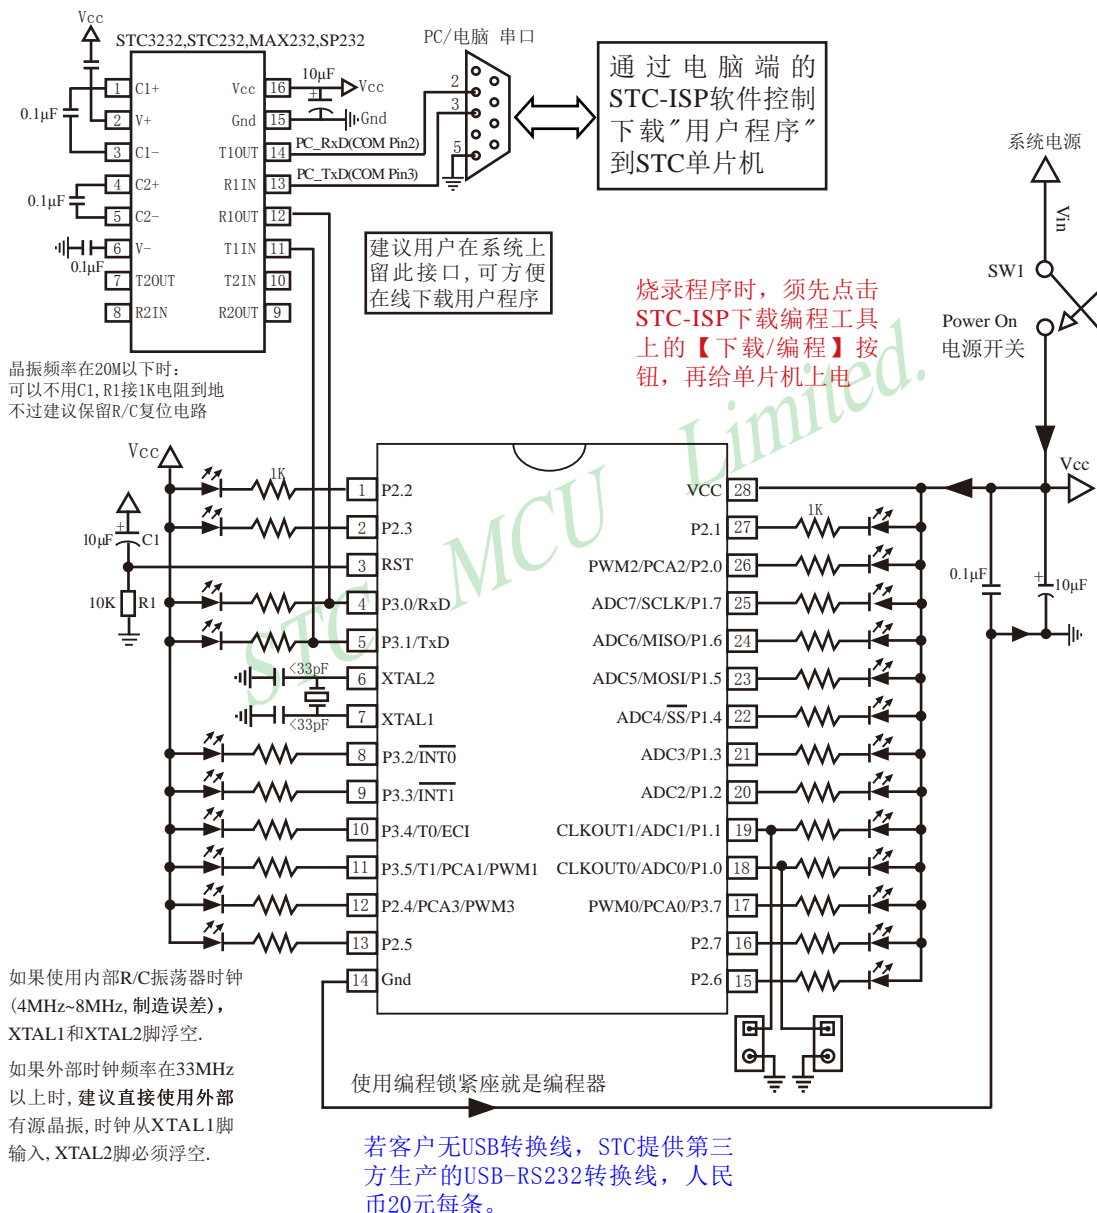 Vcc
STC3232,STC232,MAX232,SP232
PC/电脑 串口
1 C1+
2 V+
3 C1-
4 C2+
5 C2-
6 V-
7 T2OUT
8 R2IN
Vcc 16
Gnd 15
T1OUT 14
R1IN 13
R1OUT 12
T1IN 11
T2IN 10
R2OUT 9
0.1μF
0.1μF
0.1μF
10μF
+
Vcc
Gnd
PC_RxD(COM Pin2)
PC_TxD(COM Pin3)
2
3
5
通过电脑端的
STC-ISP软件控制
下载"用户程序"
到STC单片机
建议用户在系统上
留此接口,可方便
在线下载用户程序
烧录程序时，须先点击
STC-ISP下载编程工具
上的【下载/编程】按
钮，再给单片机上电
系统电源
Vin
SW1
Power On
电源开关
晶振频率在20M以下时:
可以不用C1,R1接1K电阻到地
不过建议保留R/C复位电路
Vcc
1K
+
10μF C1
10K R1
<33pF
<33pF
1 P2.2
2 P2.3
3 RST
4 P3.0/RxD
5 P3.1/TxD
6 XTAL2
7 XTAL1
8 P3.2/INT0
9 P3.3/INT1
10 P3.4/T0/ECI
11 P3.5/T1/PCA1/PWM1
12 P2.4/PCA3/PWM3
13 P2.5
14 Gnd
VCC 28
P2.1 27
PWM2/PCA2/P2.0 26
ADC7/SCLK/P1.7 25
ADC6/MISO/P1.6 24
ADC5/MOSI/P1.5 23
ADC4/SS/P1.4 22
ADC3/P1.3 21
ADC2/P1.2 20
CLKOUT1/ADC1/P1.1 19
CLKOUT0/ADC0/P1.0 18
PWM0/PCA0/P3.7 17
P2.7 16
P2.6 15
1K
Vcc
0.1μF
+
10μF
STC MCU Limited.
如果使用内部R/C振荡器时钟
(4MHz~8MHz,制造误差),
XTAL1和XTAL2脚浮空.
如果外部时钟频率在33MHz
以上时,建议直接使用外部
有源晶振,时钟从XTAL1脚
输入,XTAL2脚必须浮空.
使用编程锁紧座就是编程器
若客户无USB转换线，STC提供第三
方生产的USB-RS232转换线，人民
币20元每条。